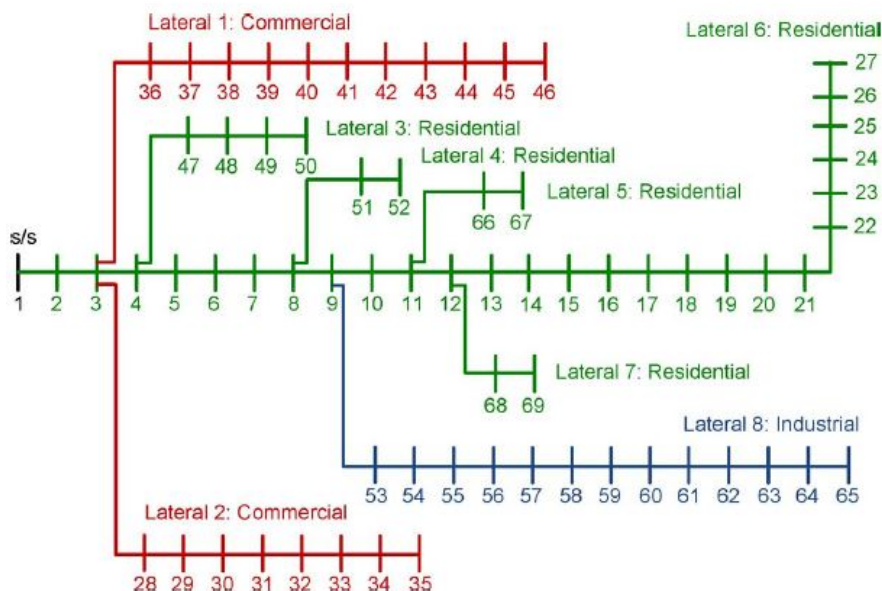 Lateral 1: Commercial
Lateral 6: Residential
36 37 38 39 40 41 42 43 44 45 46
27
26
25
24
23
22
Lateral 3: Residential
47 48 49 50
Lateral 4: Residential
51 52
Lateral 5: Residential
66 67
s/s
1 2 3 4 5 6 7 8 9 10 11 12 13 14 15 16 17 18 19 20 21
Lateral 7: Residential
68 69
Lateral 8: Industrial
53 54 55 56 57 58 59 60 61 62 63 64 65
Lateral 2: Commercial
28 29 30 31 32 33 34 35